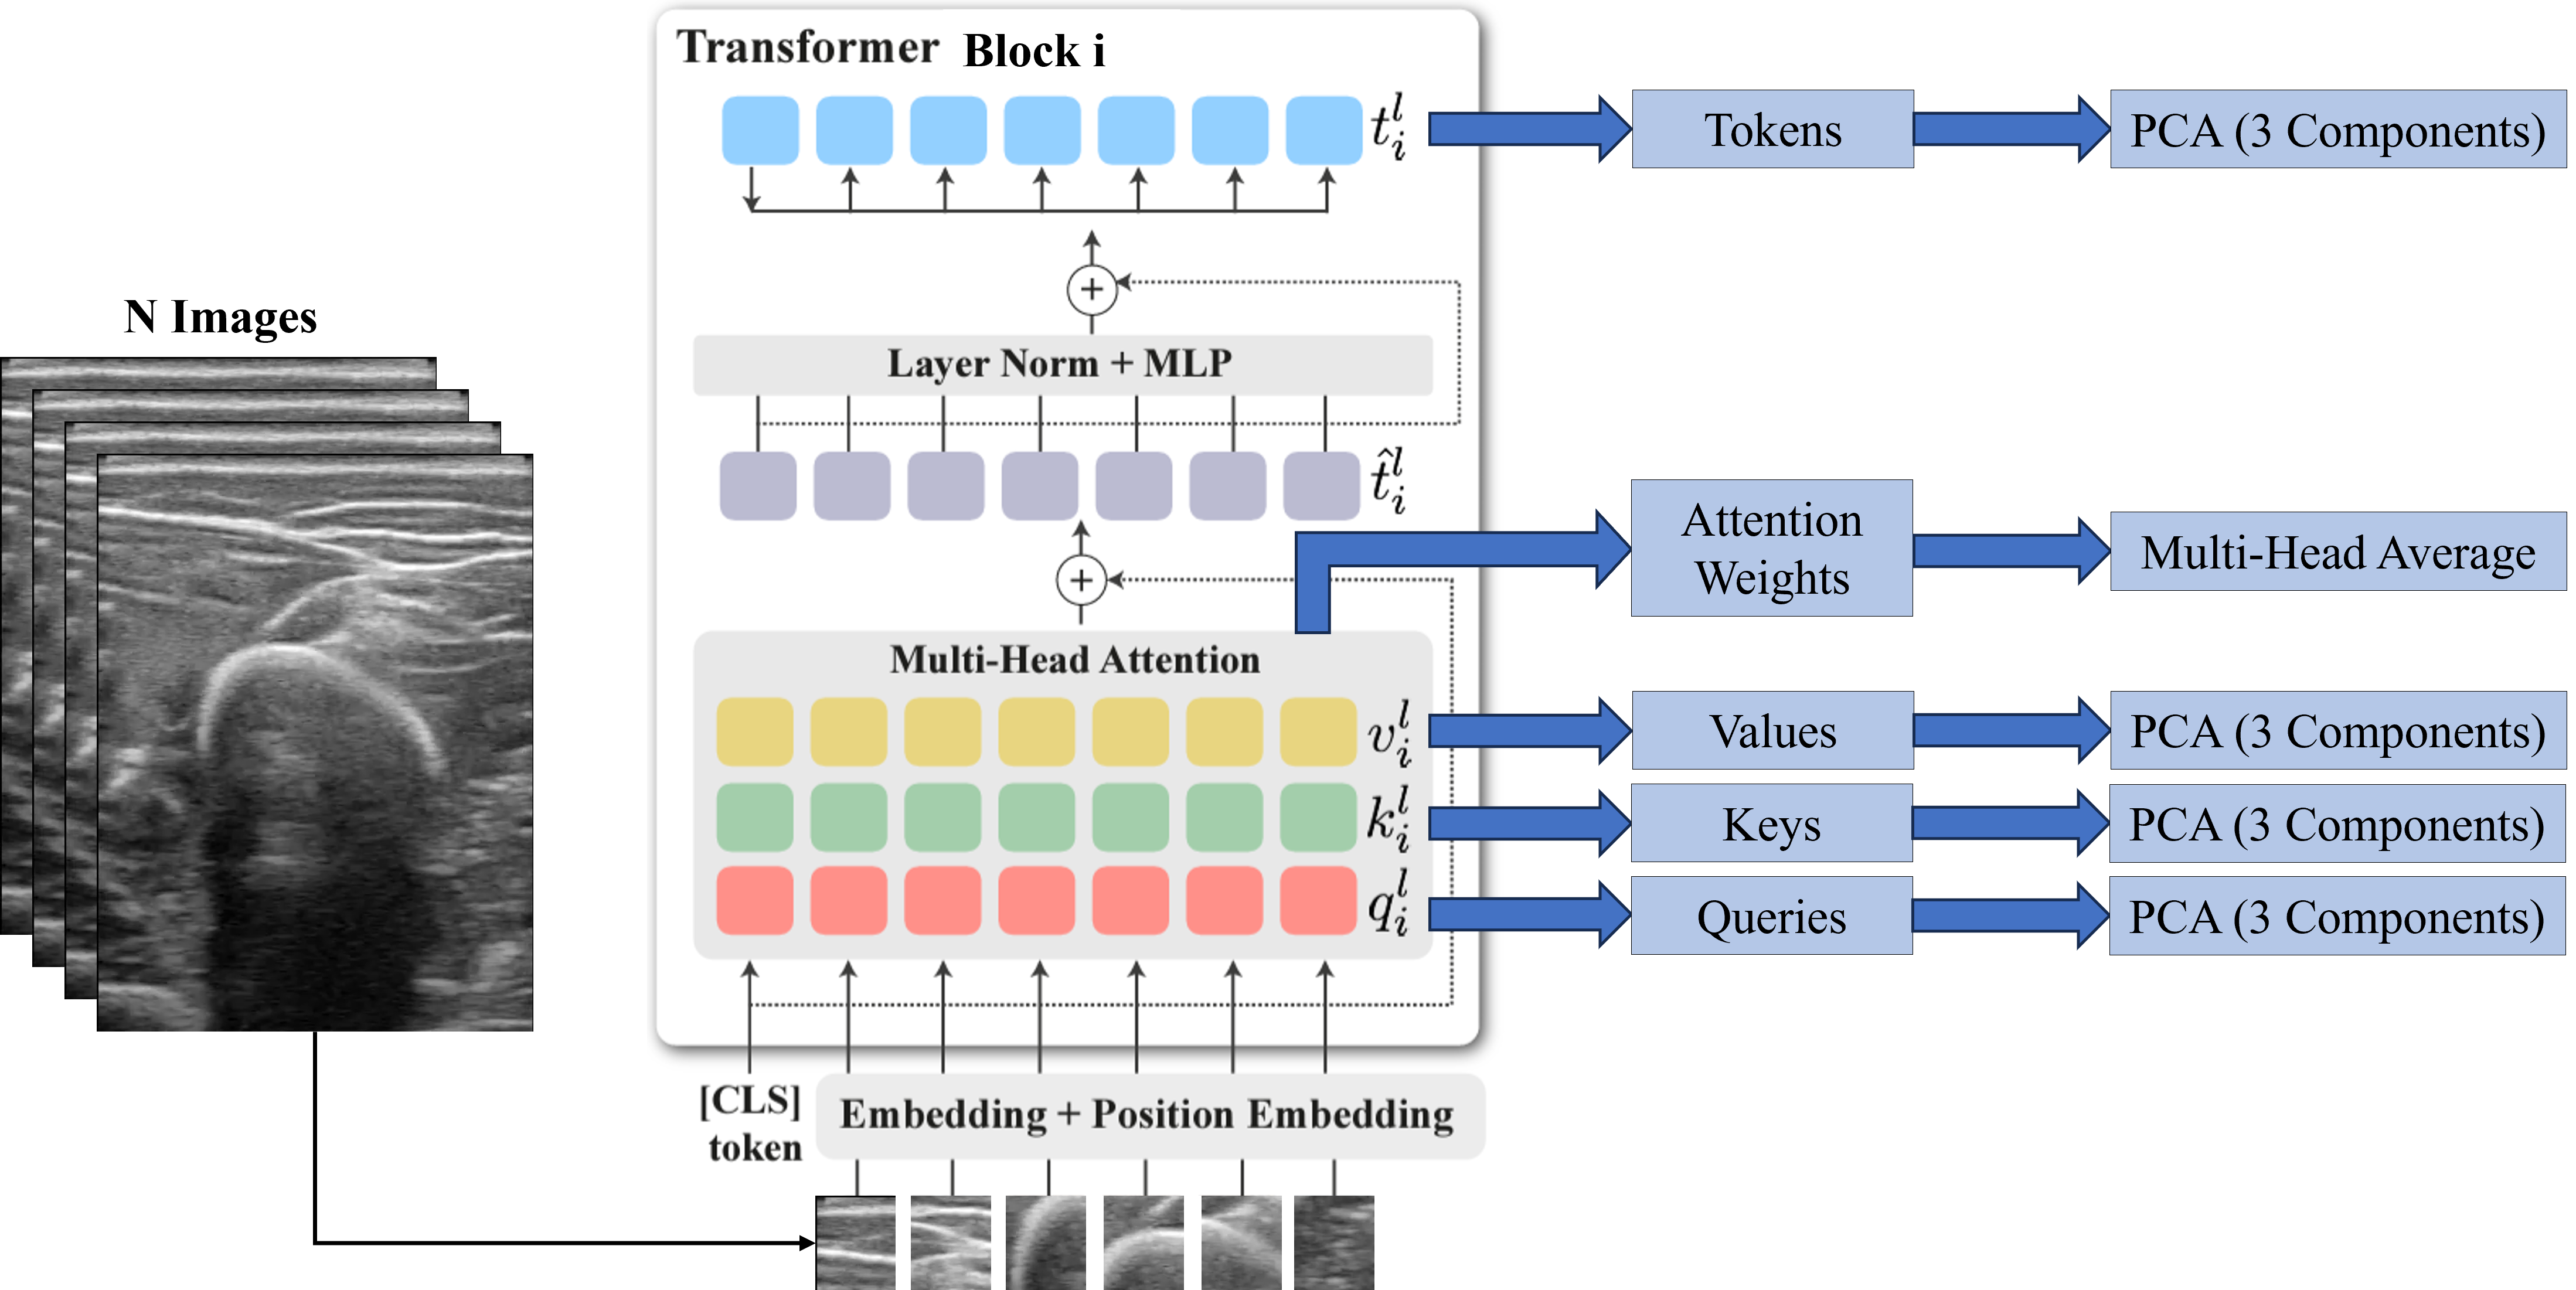 Transformer Block i
$t_i^l$
Tokens
PCA (3 Components)
N Images
Layer Norm + MLP
$\hat{t}_i^l$
Attention
Weights
Multi-Head Average
Multi-Head Attention
$v_i^l$
Values
PCA (3 Components)
$k_i^l$
Keys
PCA (3 Components)
$q_i^l$
Queries
PCA (3 Components)
[CLS]
token
Embedding + Position Embedding